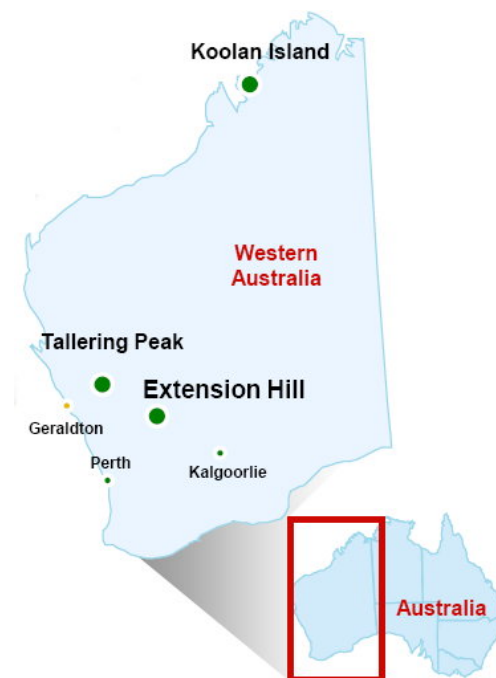 Koolan Island
Western
Australia
Tallering Peak
Extension Hill
Geraldton
Perth
Kalgoorlie
Australia